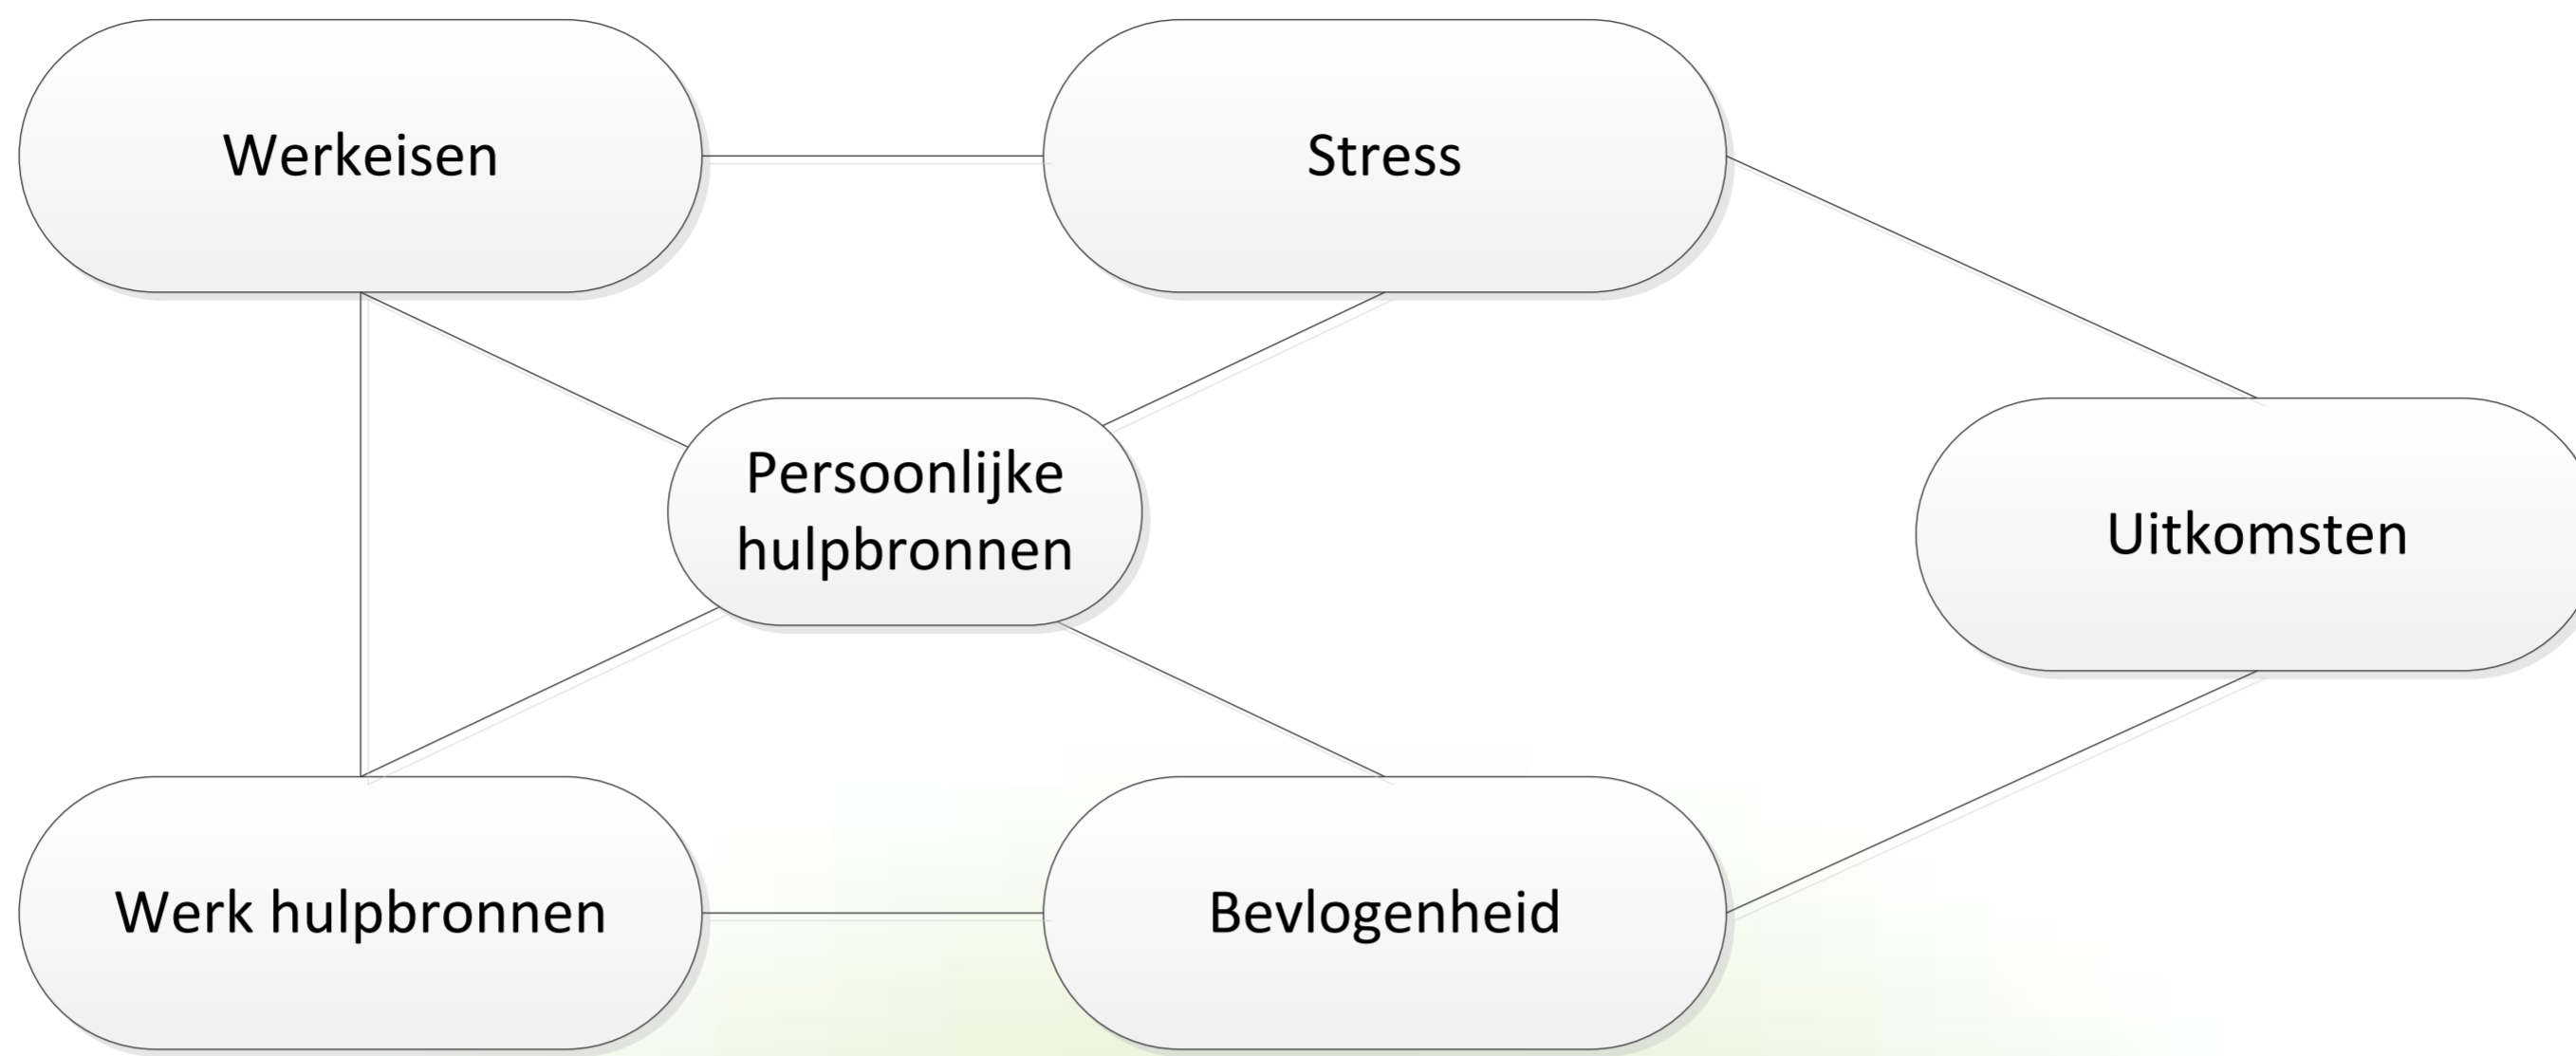 Werkeisen
Stress
Persoonlijke
hulpbronnen
Uitkomsten
Werk hulpbronnen
Bevlogenheid